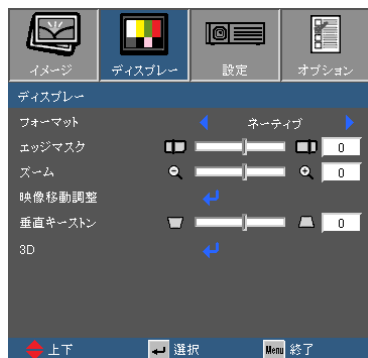 イメージ ディスプレー 設定 オプション
ディスプレー
フォーマット ネーティブ
エッジマスク 0
ズーム 0
映像移動調整
垂直キーストン 0
3D
上下 選択 Menu 終了